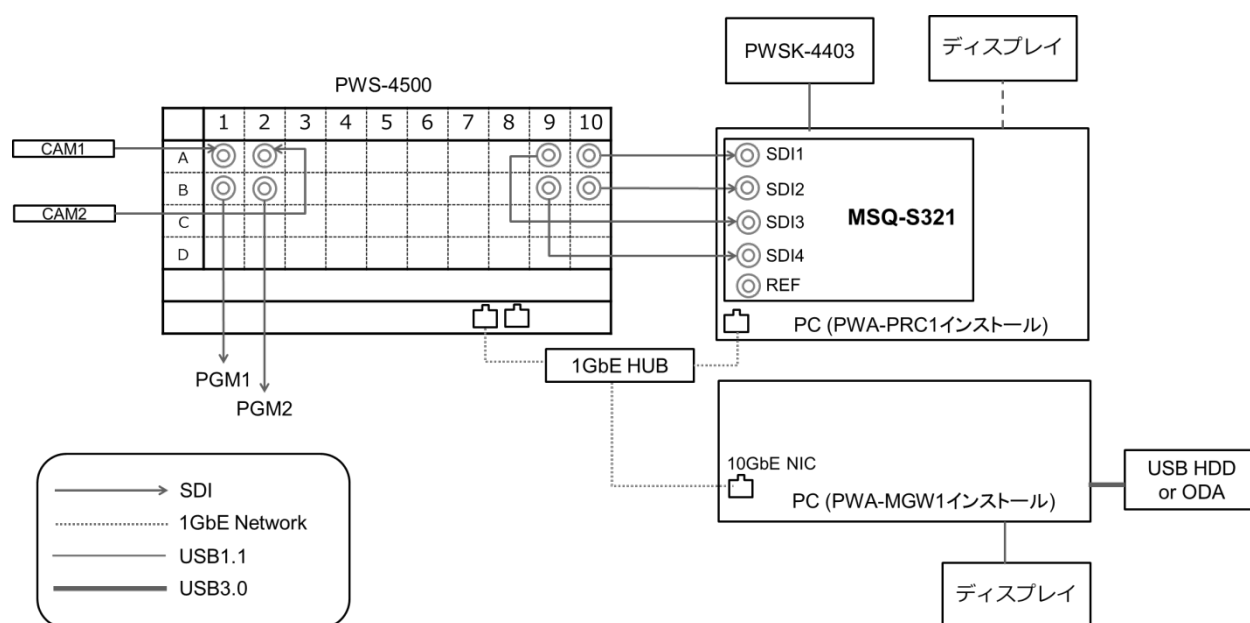 PWS-4500
1 2 3 4 5 6 7 8 9 10
A
B
C
D
CAM1
CAM2
PGM1
PGM2
PWSK-4403
ディスプレイ
SDI1
SDI2
SDI3
SDI4
REF
MSQ-S321
PC (PWA-PRC1インストール)
1GbE HUB
10GbE NIC
PC (PWA-MGW1インストール)
USB HDD
or ODA
ディスプレイ
SDI
1GbE Network
USB1.1
USB3.0